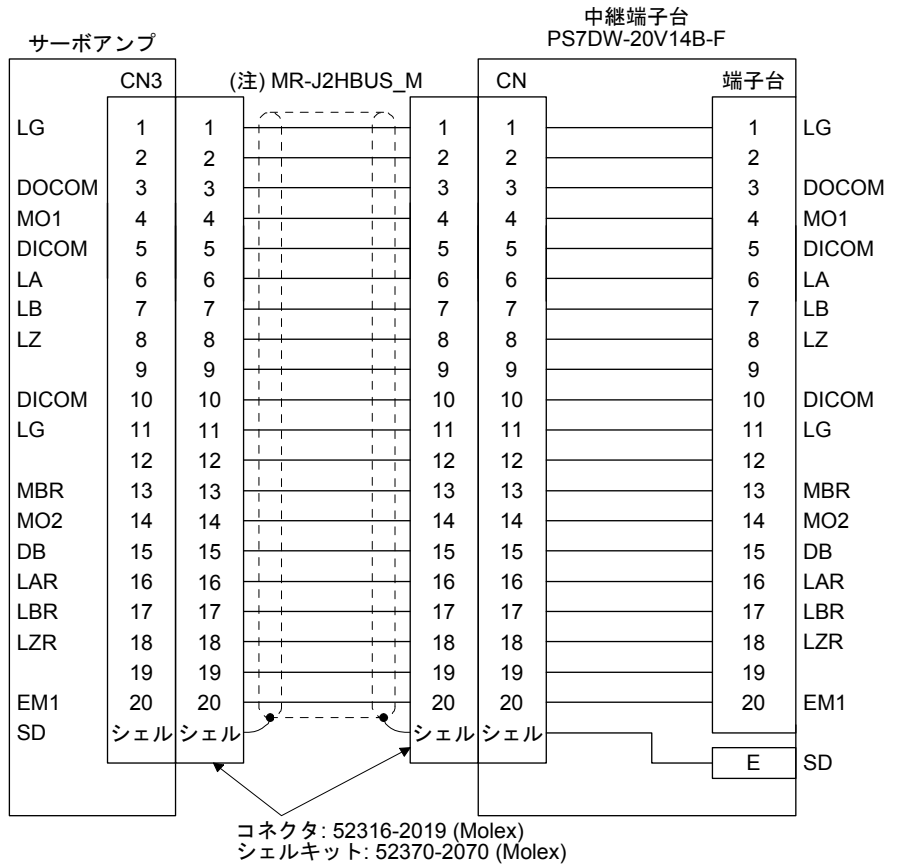 中継端子台
サーボアンプ PS7DW-20V14B-F
CN3 (注) MR-J2HBUS_M CN 端子台
LG 1 1 1 1 1 LG
2 2 2 2 2
DOCOM 3 3 3 3 3 DOCOM
MO1 4 4 4 4 4 MO1
DICOM 5 5 5 5 5 DICOM
LA 6 6 6 6 6 LA
LB 7 7 7 7 7 LB
LZ 8 8 8 8 8 LZ
9 9 9 9 9
DICOM 10 10 10 10 10 DICOM
LG 11 11 11 11 11 LG
12 12 12 12 12
MBR 13 13 13 13 13 MBR
MO2 14 14 14 14 14 MO2
DB 15 15 15 15 15 DB
LAR 16 16 16 16 16 LAR
LBR 17 17 17 17 17 LBR
LZR 18 18 18 18 18 LZR
19 19 19 19 19
EM1 20 20 20 20 20 EM1
SD シェル シェル シェル シェル
E SD
コネクタ: 52316-2019 (Molex)
シェルキット: 52370-2070 (Molex)